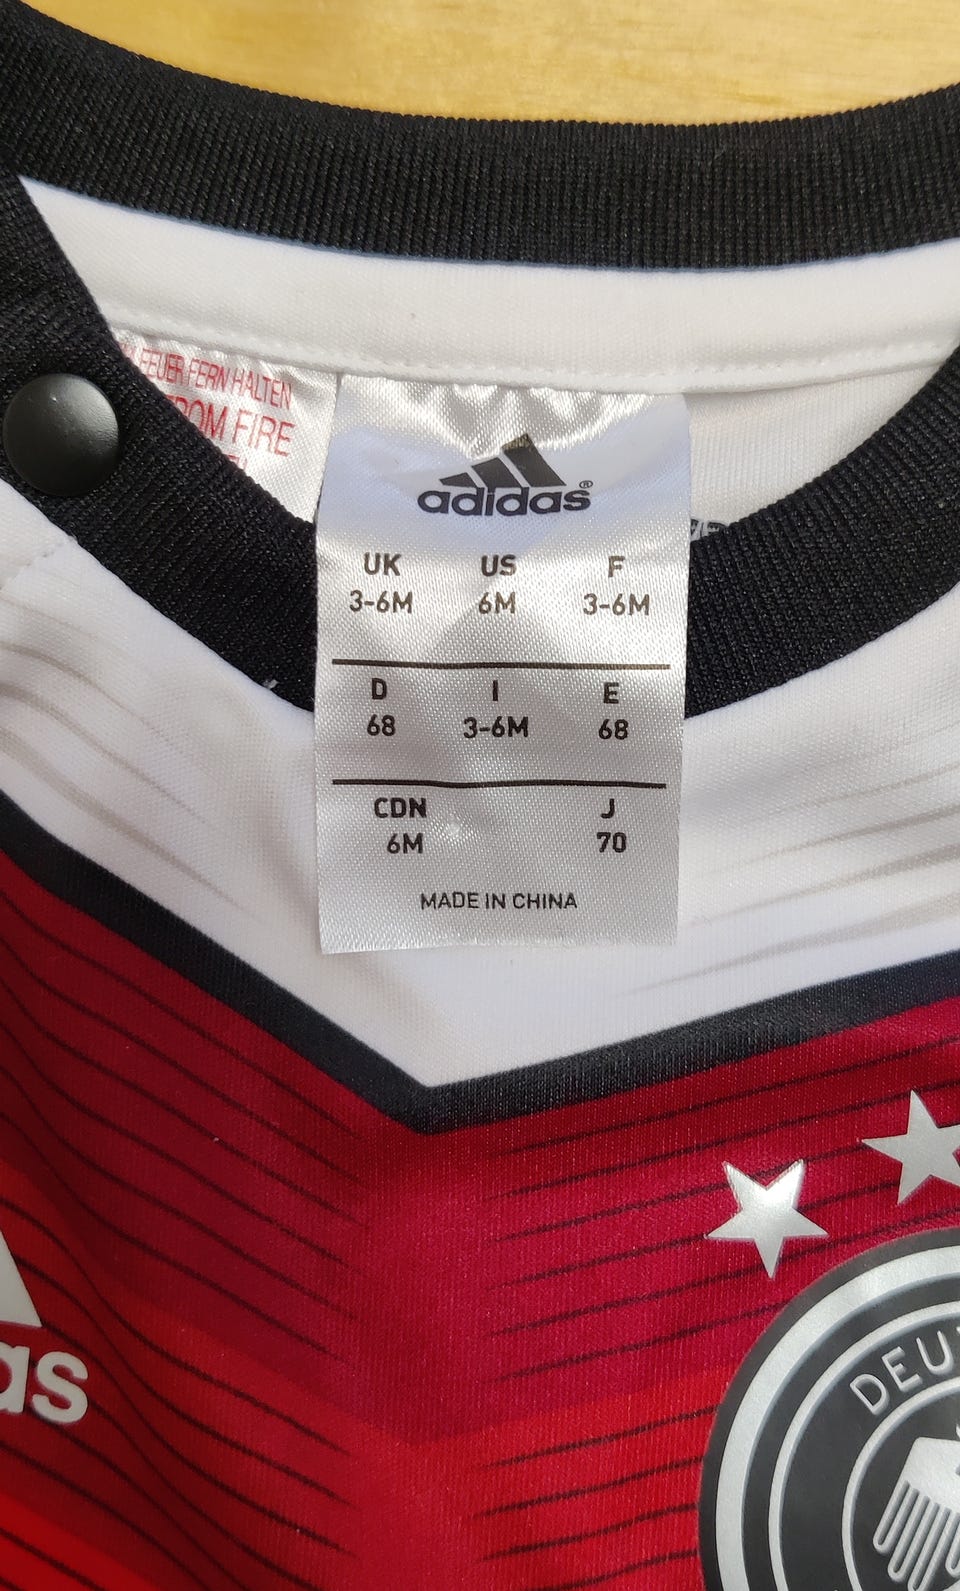 FEUER FERN HALTEN
FROM FIRE
adidas®
UK US F
3-6M 6M 3-6M
D I E
68 3-6M 68
CDN J
6M 70
MADE IN CHINA
as
DEU